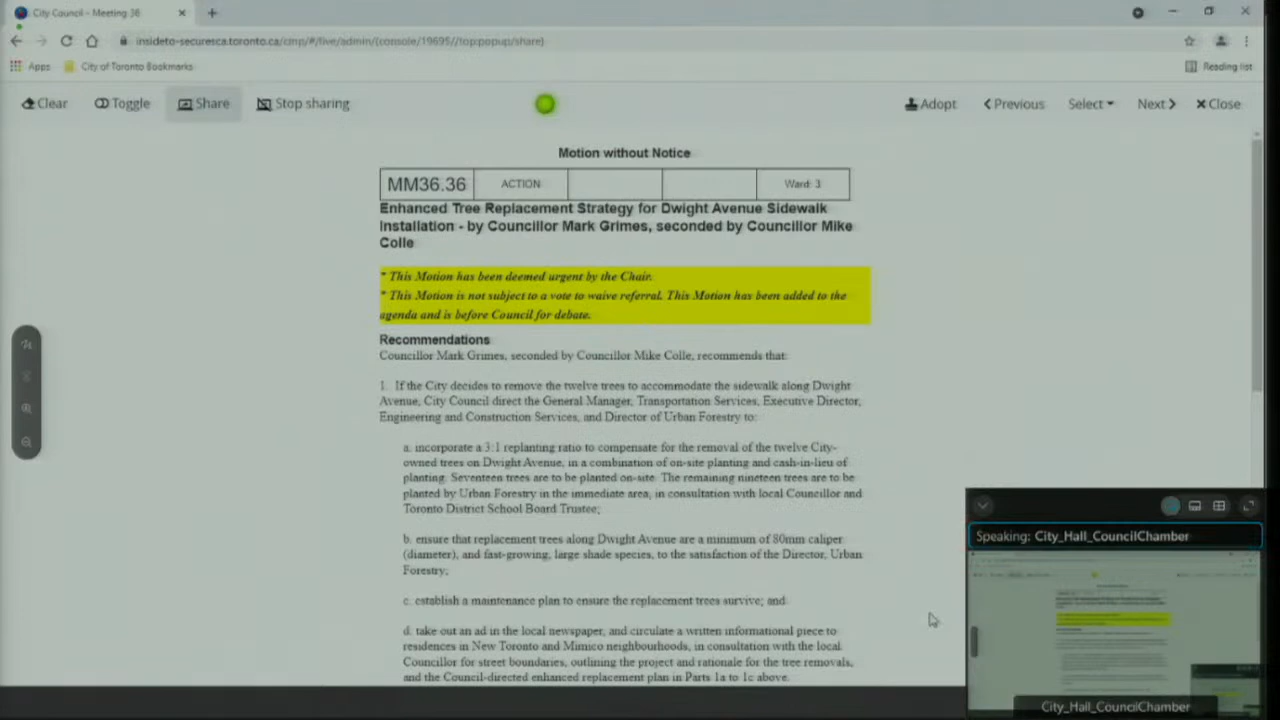 City Council - Meeting 36
insideto-securesca.toronto.ca/cmp/#/live/admin/(console/19695//top:popup/share)
Apps City of Toronto Bookmarks Reading list
Clear Toggle Share Stop sharing Adopt Previous Select Next Close
Motion without Notice
MM36.36 ACTION Ward: 3
Enhanced Tree Replacement Strategy for Dwight Avenue Sidewalk
Installation - by Councillor Mark Grimes, seconded by Councillor Mike
Colle
* This Motion has been deemed urgent by the Chair.
* This Motion is not subject to a vote to waive referral. This Motion has been added to the
agenda and is before Council for debate.
Recommendations
Councillor Mark Grimes, seconded by Councillor Mike Colle, recommends that:
1. If the City decides to remove the twelve trees to accommodate the sidewalk along Dwight
Avenue, City Council direct the General Manager, Transportation Services, Executive Director,
Engineering and Construction Services, and Director of Urban Forestry to:
a. incorporate a 3:1 replanting ratio to compensate for the removal of the twelve City-
owned trees on Dwight Avenue, in a combination of on-site planting and cash-in-lieu of
planting. Seventeen trees are to be planted on-site. The remaining nineteen trees are to be
planted by Urban Forestry in the immediate area, in consultation with local Councillor and
Toronto District School Board Trustee;
b. ensure that replacement trees along Dwight Avenue are a minimum of 80mm caliper
(diameter), and fast-growing, large shade species, to the satisfaction of the Director, Urban
Forestry;
c. establish a maintenance plan to ensure the replacement trees survive; and
d. take out an ad in the local newspaper, and circulate a written informational piece to
residences in New Toronto and Mimico neighbourhoods, in consultation with the local
Councillor for street boundaries, outlining the project and rationale for the tree removals,
and the Council-directed enhanced replacement plan in Parts 1a to 1c above.
Speaking: City_Hall_CouncilChamber
City_Hall_CouncilChamber